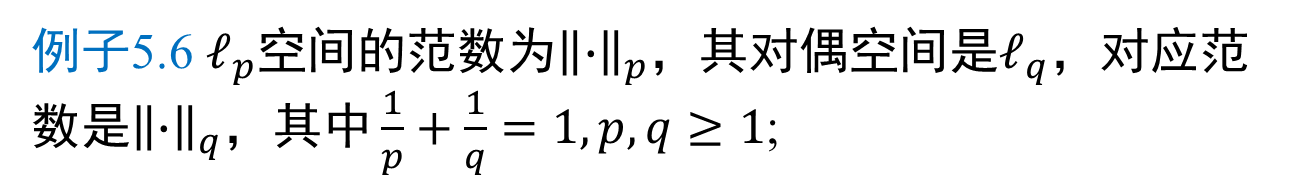 例子5.6 ℓ_p空间的范数为‖·‖_p，其对偶空间是ℓ_q，对应范
数是‖·‖_q，其中 1/p + 1/q = 1, p, q ≥ 1;